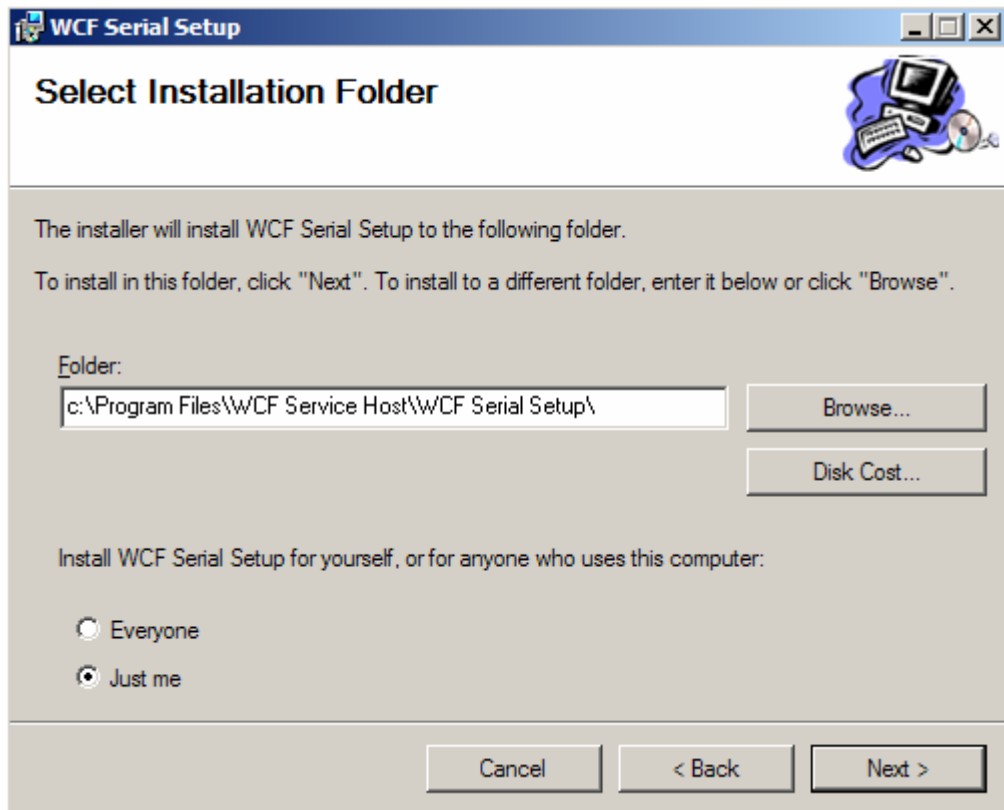 WCF Serial Setup
Select Installation Folder
The installer will install WCF Serial Setup to the following folder.
To install in this folder, click "Next". To install to a different folder, enter it below or click "Browse".
Folder:
c:\Program Files\WCF Service Host\WCF Serial Setup\
Browse...
Disk Cost...
Install WCF Serial Setup for yourself, or for anyone who uses this computer:
Everyone
Just me
Cancel
< Back
Next >